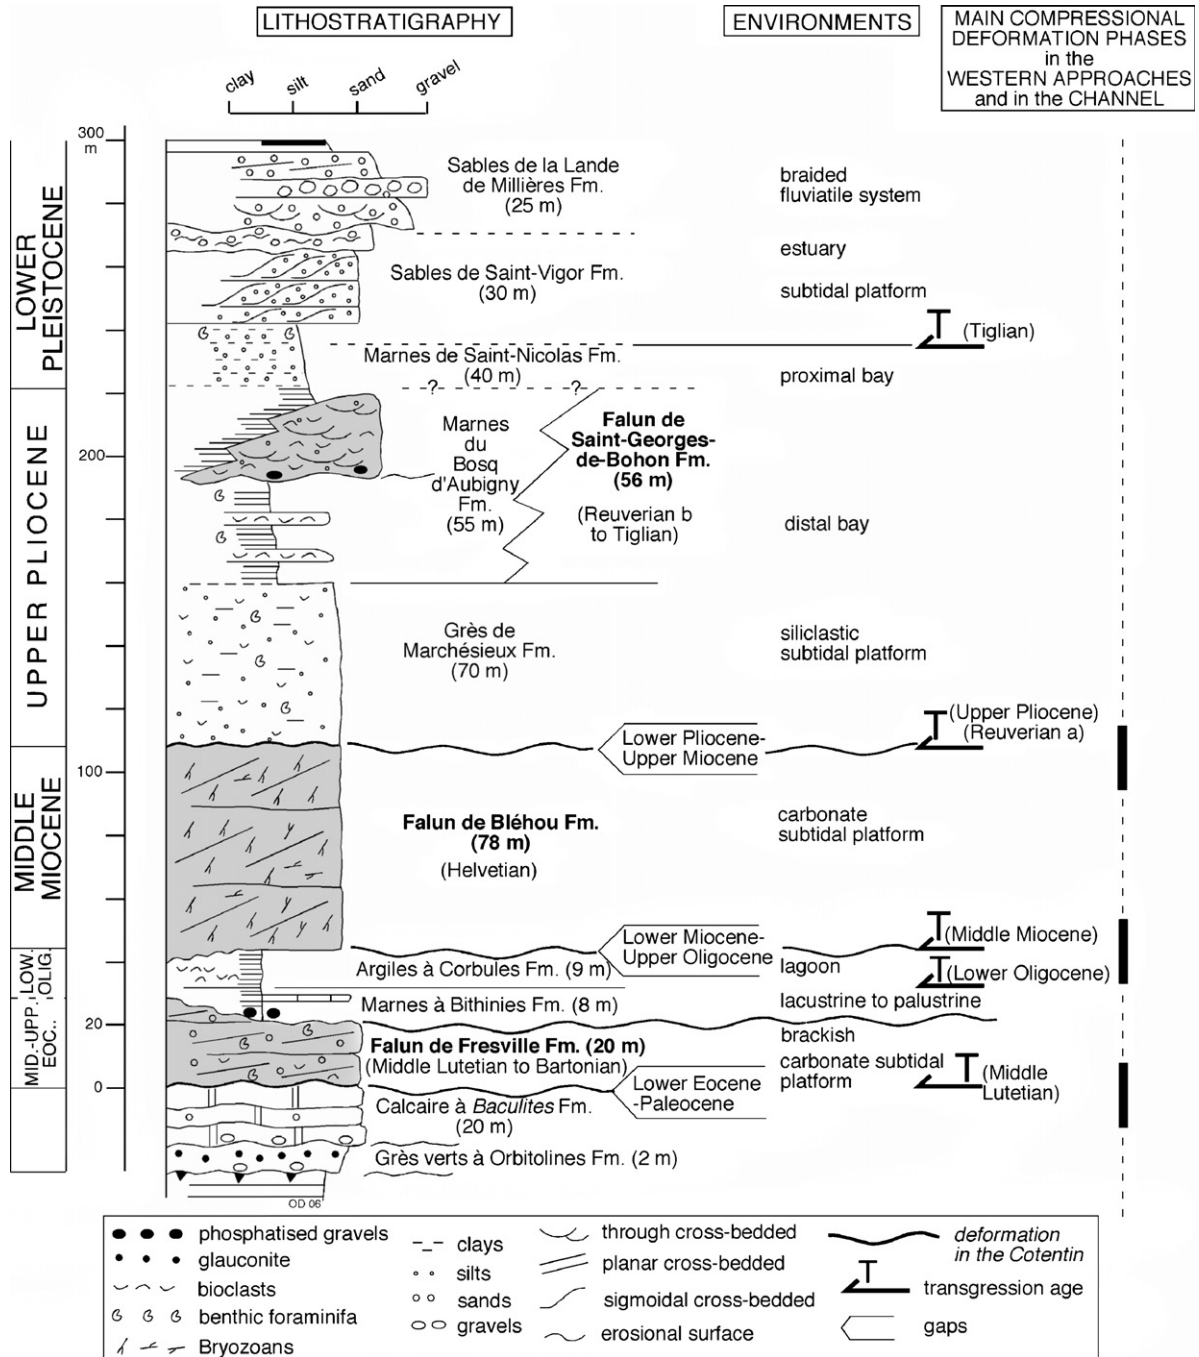 LITHOSTRATIGRAPHY
ENVIRONMENTS
MAIN COMPRESSIONAL
DEFORMATION PHASES
in the
WESTERN APPROACHES
and in the CHANNEL
clay
silt
sand
gravel
300
m
200
100
20
0
LOWER
PLEISTOCENE
UPPER PLIOCENE
MIDDLE
MIOCENE
LOW.
OLIG.
MID.-UPP.
EOC..
Sables de la Lande
de Millières Fm.
(25 m)
braided
fluviatile system
estuary
Sables de Saint-Vigor Fm.
(30 m)
subtidal platform
T
(Tiglian)
Marnes de Saint-Nicolas Fm.
(40 m)
proximal bay
?
?
Marnes
du
Bosq
d'Aubigny
Fm.
(55 m)
Falun de
Saint-Georges-
de-Bohon Fm.
(56 m)
(Reuverian b
to Tiglian)
distal bay
Grès de
Marchésieux Fm.
(70 m)
siliclastic
subtidal platform
T
(Upper Pliocene)
(Reuverian a)
Lower Pliocene-
Upper Miocene
Falun de Bléhou Fm.
(78 m)
(Helvetian)
carbonate
subtidal platform
Lower Miocene-
Upper Oligocene
T
(Middle Miocene)
Argiles à Corbules Fm. (9 m)
lagoon
T
(Lower Oligocene)
Marnes à Bithinies Fm. (8 m)
lacustrine to palustrine
brackish
Falun de Fresville Fm. (20 m)
(Middle Lutetian to Bartonian)
carbonate subtidal
platform
T
(Middle
Lutetian)
Lower Eocene
-Paleocene
Calcaire à Baculites Fm.
(20 m)
Grès verts à Orbitolines Fm. (2 m)
OD 06
phosphatised gravels
glauconite
bioclasts
benthic foraminifa
Bryozoans
clays
silts
sands
gravels
through cross-bedded
planar cross-bedded
sigmoidal cross-bedded
erosional surface
deformation
in the Cotentin
T
transgression age
gaps